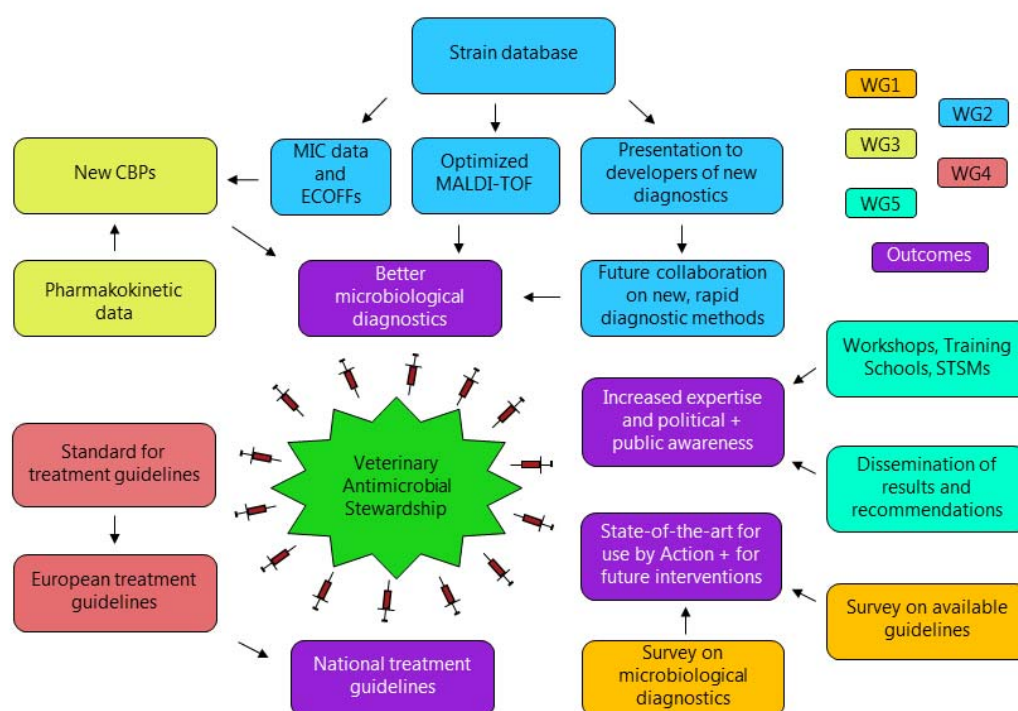 Strain database
WG1
WG2
WG3
WG4
WG5
Outcomes
New CBPs
MIC data
and
ECOFFs
Optimized
MALDI-TOF
Presentation to
developers of new
diagnostics
Pharmakokinetic
data
Better
microbiological
diagnostics
Future collaboration
on new, rapid
diagnostic methods
Workshops, Training
Schools, STSMs
Increased expertise
and political +
public awareness
Standard for
treatment guidelines
Veterinary
Antimicrobial
Stewardship
Dissemination of
results and
recommendations
State-of-the-art for
use by Action + for
future interventions
European treatment
guidelines
Survey on available
guidelines
National treatment
guidelines
Survey on
microbiological
diagnostics